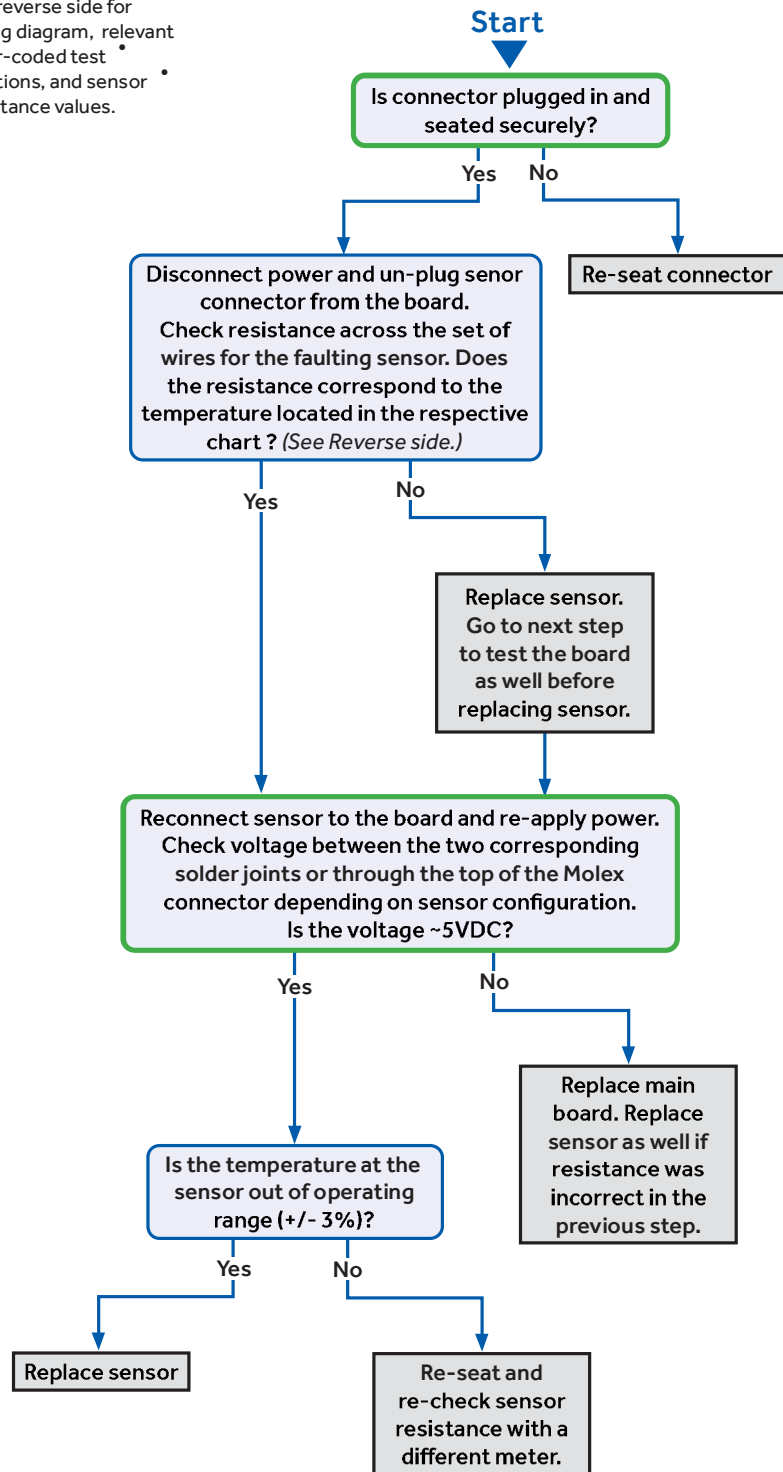 reverse side for
g diagram, relevant
r-coded test
tions, and sensor
tance values.
Start
Is connector plugged in and
seated securely?
Yes
No
Re-seat connector
Disconnect power and un-plug senor
connector from the board.
Check resistance across the set of
wires for the faulting sensor. Does
the resistance correspond to the
temperature located in the respective
chart ? (See Reverse side.)
Yes
No
Replace sensor.
Go to next step
to test the board
as well before
replacing sensor.
Reconnect sensor to the board and re-apply power.
Check voltage between the two corresponding
solder joints or through the top of the Molex
connector depending on sensor configuration.
Is the voltage ~5VDC?
Yes
No
Replace main
board. Replace
sensor as well if
resistance was
incorrect in the
previous step.
Is the temperature at the
sensor out of operating
range (+/- 3%)?
Yes
No
Replace sensor
Re-seat and
re-check sensor
resistance with a
different meter.